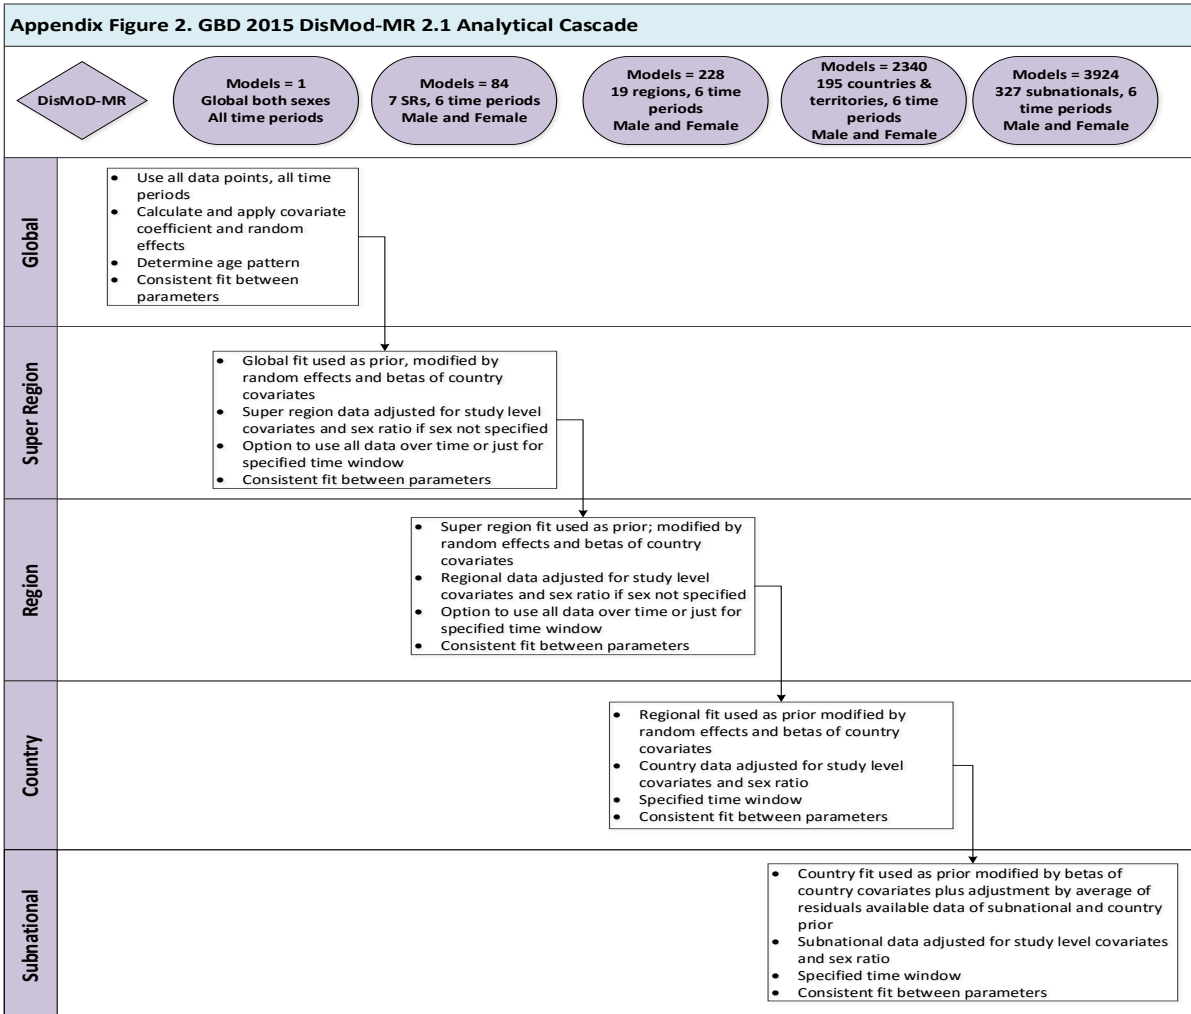 Appendix Figure 2. GBD 2015 DisMod-MR 2.1 Analytical Cascade
DisMoD-MR
Models = 1
Global both sexes
All time periods
Models = 84
7 SRs, 6 time periods
Male and Female
Models = 228
19 regions, 6 time
periods
Male and Female
Models = 2340
195 countries &
territories, 6 time
periods
Male and Female
Models = 3924
327 subnationals, 6
time periods
Male and Female
Global
• Use all data points, all time
periods
• Calculate and apply covariate
coefficient and random
effects
• Determine age pattern
• Consistent fit between
parameters
Super Region
• Global fit used as prior, modified by
random effects and betas of country
covariates
• Super region data adjusted for study level
covariates and sex ratio if sex not specified
• Option to use all data over time or just for
specified time window
• Consistent fit between parameters
Region
• Super region fit used as prior; modified by
random effects and betas of country
covariates
• Regional data adjusted for study level
covariates and sex ratio if sex not specified
• Option to use all data over time or just for
specified time window
• Consistent fit between parameters
Country
• Regional fit used as prior modified by
random effects and betas of country
covariates
• Country data adjusted for study level
covariates and sex ratio
• Specified time window
• Consistent fit between parameters
Subnational
• Country fit used as prior modified by betas of
country covariates plus adjustment by average of
residuals available data of subnational and country
prior
• Subnational data adjusted for study level covariates
and sex ratio
• Specified time window
• Consistent fit between parameters